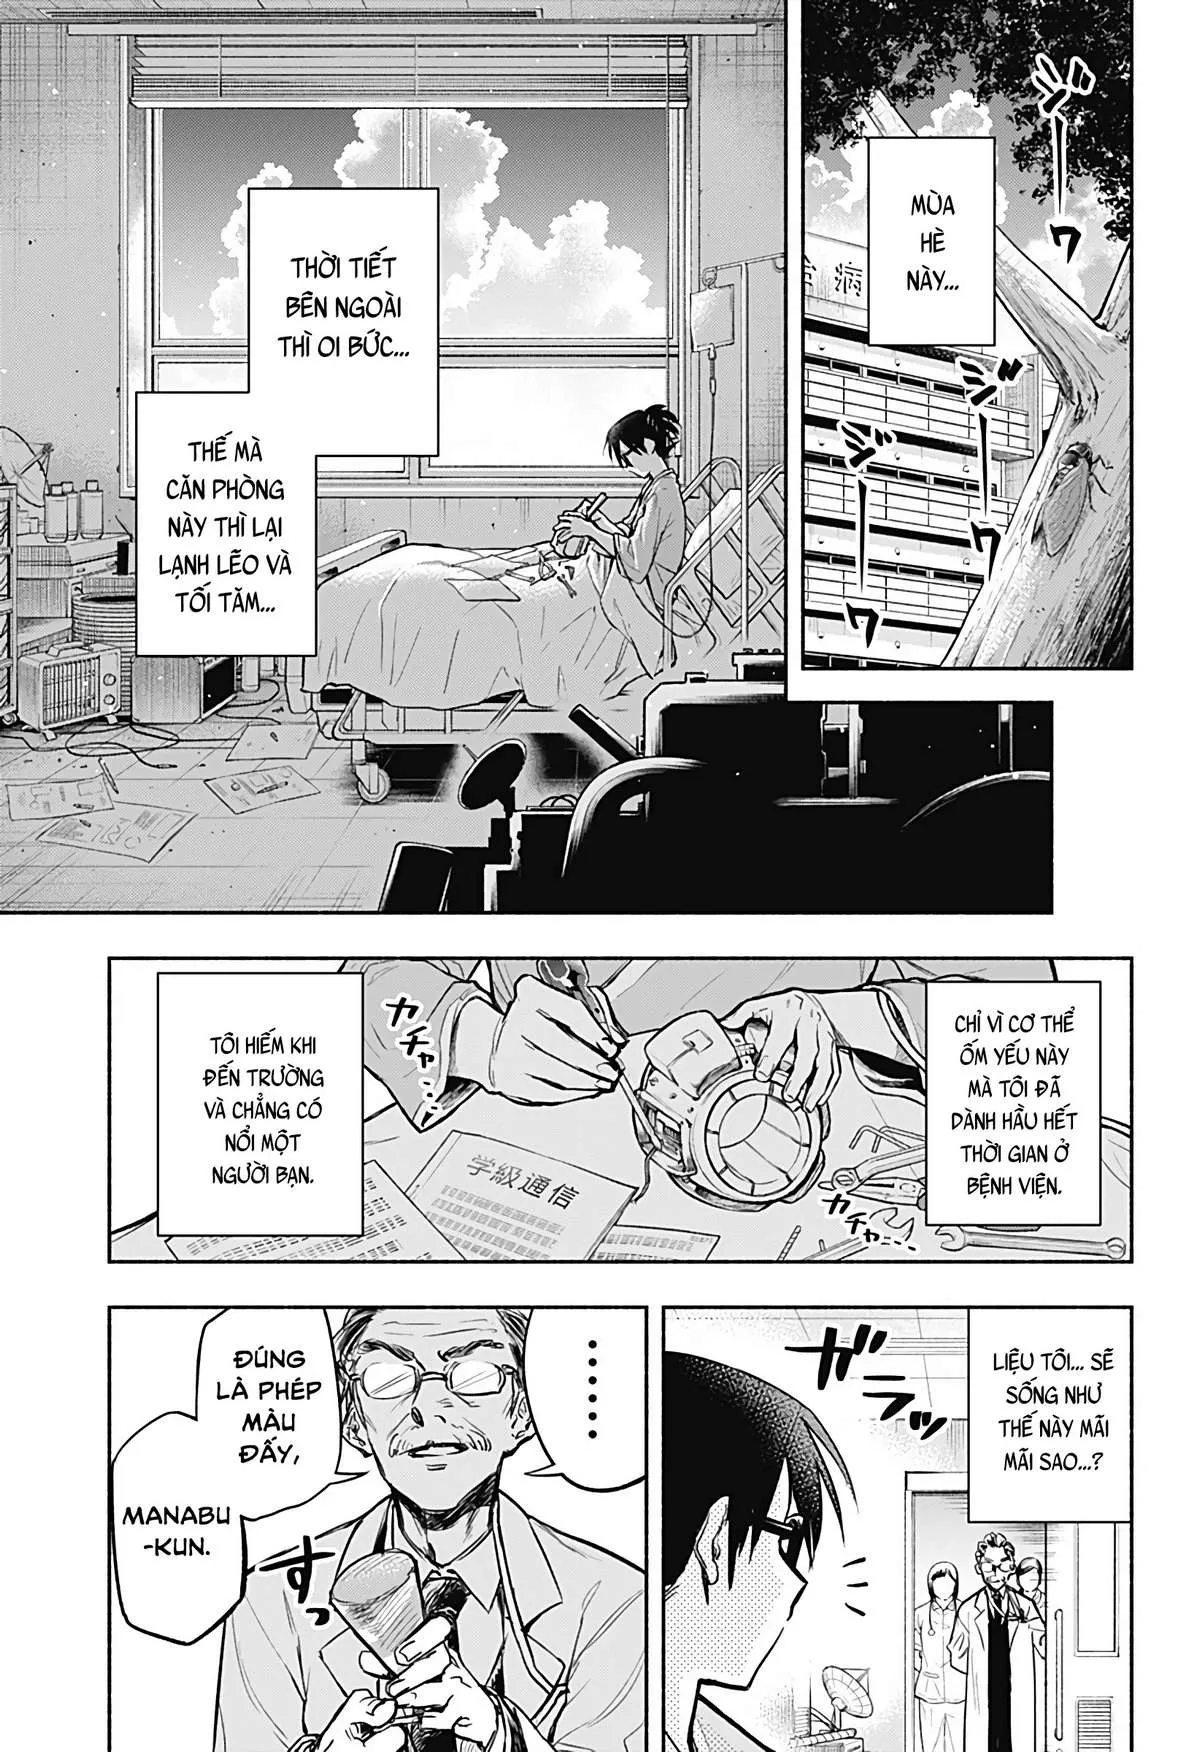 MÙA
HÈ
NÀY...
ジジ
ワ
ジジ
ワ
病
THỜI TIẾT
BÊN NGOÀI
THÌ OI BỨC...
THẾ MÀ
CĂN PHÒNG
NÀY THÌ LẠI
LẠNH LẼO VÀ
TỐI TĂM...
CHỈ VÌ CƠ THỂ
ỐM YẾU NÀY
MÀ TÔI ĐÃ
DÀNH HẦU HẾT
THỜI GIAN Ở
BỆNH VIỆN.
カチャ…
カチャ…
学級通信
TÔI HIẾM KHI
ĐẾN TRƯỜNG
VÀ CHẲNG CÓ
NỔI MỘT
NGƯỜI BẠN.
LIỆU TÔI... SẼ
SỐNG NHƯ
THẾ NÀY MÃI
MÃI SAO...?
ガラッ
......
ĐÚNG
LÀ PHÉP
MÀU
ĐẤY,
MANABU
-KUN.
すっ